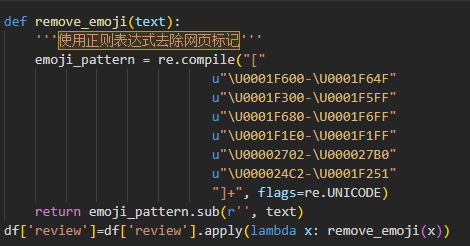 def remove_emoji(text):
    '''使用正则表达式去除网页标记'''
    emoji_pattern = re.compile("["
                           u"\U0001F600-\U0001F64F"
                           u"\U0001F300-\U0001F5FF"
                           u"\U0001F680-\U0001F6FF"
                           u"\U0001F1E0-\U0001F1FF"
                           u"\U00002702-\U000027B0"
                           u"\U000024C2-\U0001F251"
                           "]+", flags=re.UNICODE)
    return emoji_pattern.sub(r'', text)
df['review']=df['review'].apply(lambda x: remove_emoji(x))